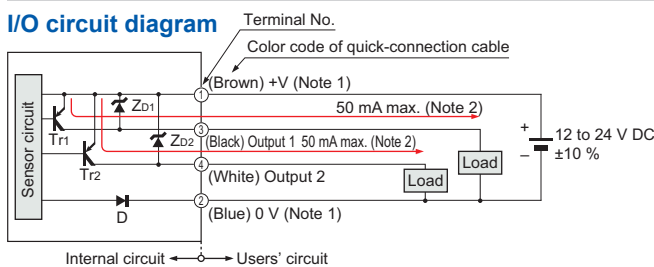 I/O circuit diagram
Terminal No.
Color code of quick-connection cable
(Brown) +V (Note 1)
1
50 mA max. (Note 2)
ZD1
Tr1
3
(Black) Output 1 50 mA max. (Note 2)
ZD2
Tr2
4
(White) Output 2
Load
Load
+
–
12 to 24 V DC
±10 %
Sensor circuit
D
2
(Blue) 0 V (Note 1)
Internal circuit
Users' circuit